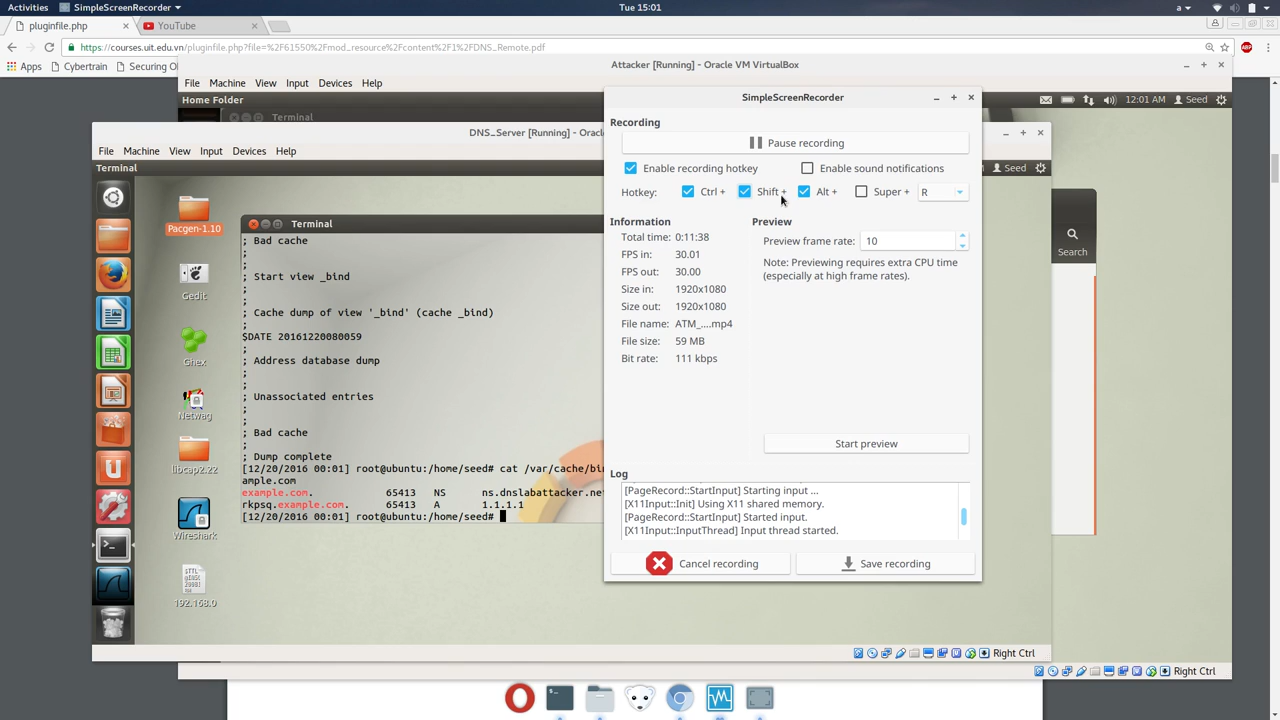 Activities SimpleScreenRecorder Tue 15:01 a
pluginfile.php × YouTube ×
https://courses.uit.edu.vn/pluginfile.php?file=%2F61550%2Fmod_resource%2Fcontent%2F1%2FDNS_Remote.pdf ABP
Apps Cybertrain Securing O
Attacker [Running] - Oracle VM VirtualBox
File Machine View Input Devices Help
Home Folder 12:01 AM Seed
Terminal
DNS_Server [Running] - Orac
File Machine View Input Devices Help
Terminal Seed
Pacgen-1.10
Gedit
Ghex
Netwag
libcap2.22
Wireshark
192.168.0
Terminal
; Bad cache
;
;
; Start view _bind
;
;
; Cache dump of view '_bind' (cache _bind)
;
$DATE 20161220080059
;
; Address database dump
;
;
; Unassociated entries
;
;
; Bad cache
;
; Dump complete
[12/20/2016 00:01] root@ubuntu:/home/seed# cat /var/cache/bin
ample.com
example.com. 65413 NS ns.dnslabattacker.net
rkpsq.example.com. 65413 A 1.1.1.1
[12/20/2016 00:01] root@ubuntu:/home/seed#
SimpleScreenRecorder
Recording
Pause recording
Enable recording hotkey Enable sound notifications
Hotkey: Ctrl + Shift + Alt + Super + R
Information
Total time: 0:11:38
FPS in: 30.01
FPS out: 30.00
Size in: 1920x1080
Size out: 1920x1080
File name: ATM_....mp4
File size: 59 MB
Bit rate: 111 kbps
Preview
Preview frame rate: 10
Note: Previewing requires extra CPU time
(especially at high frame rates).
Start preview
Log
[PageRecord::StartInput] Starting input ...
[X11Input::Init] Using X11 shared memory.
[PageRecord::StartInput] Started input.
[X11Input::InputThread] Input thread started.
Cancel recording Save recording
Search
Right Ctrl
Right Ctrl